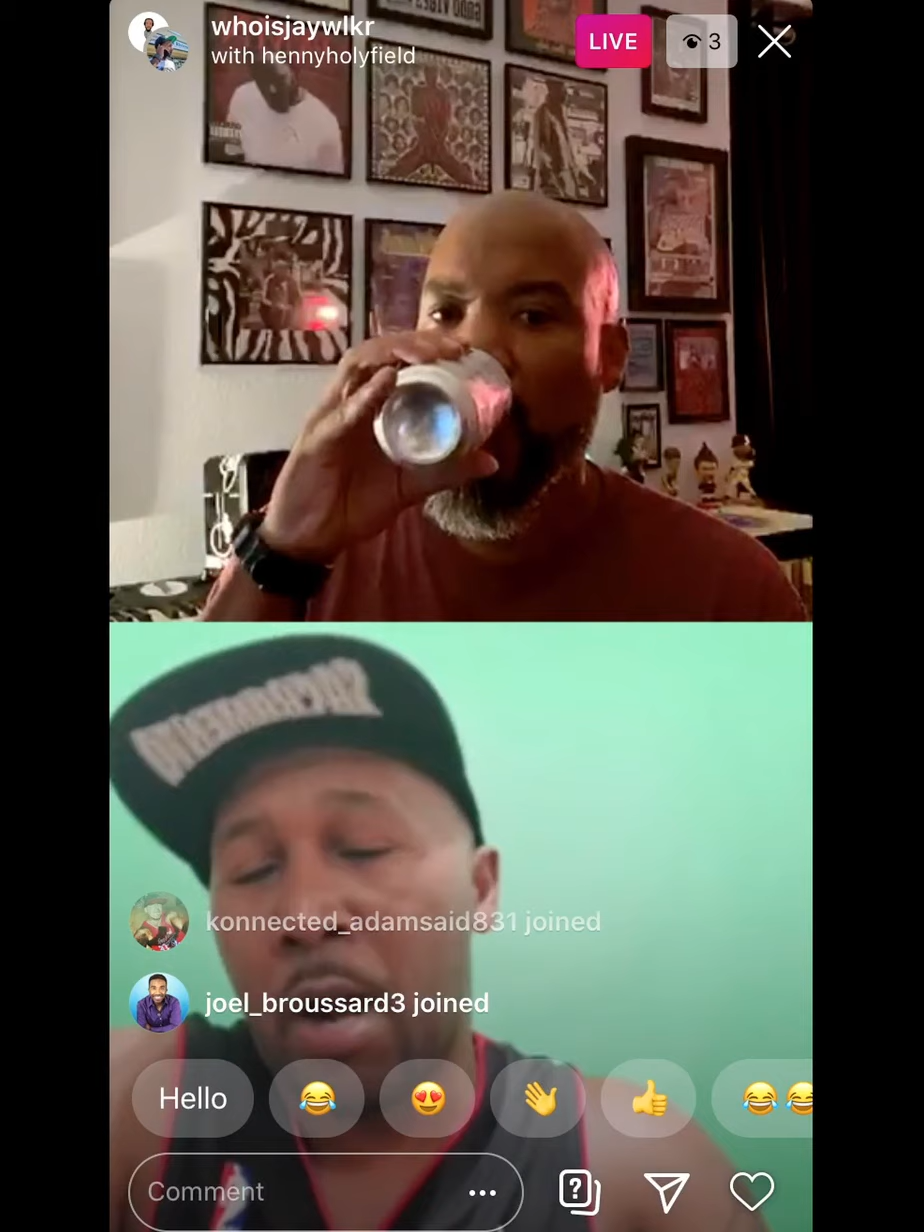 whoisjaywlkr
with hennyholyfield
LIVE
3
konnected_adamsaid831 joined
joel_broussard3 joined
Hello
Comment